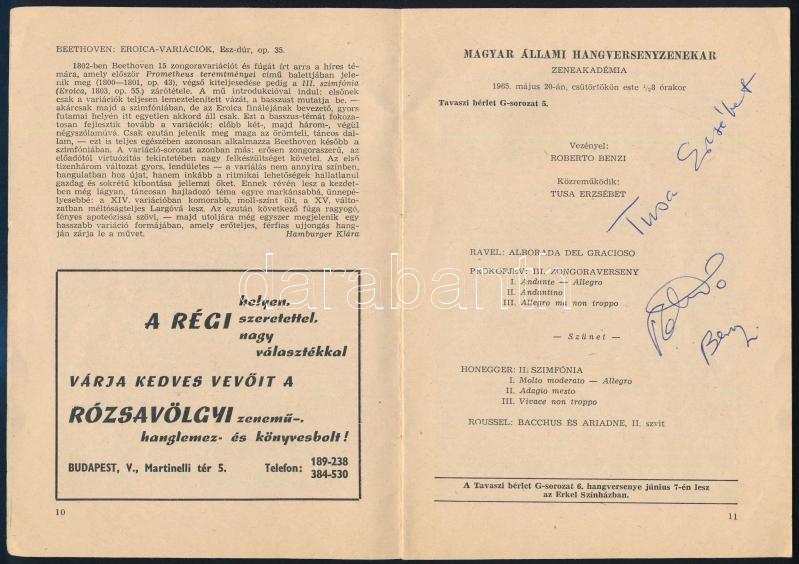 BEETHOVEN: EROICA-VARIÁCIÓK, Esz-dúr, op. 35.
1802-ben Beethoven 15 zongoravariációt és fúgát írt arra a híres té-
mára, amely először Prometheus teremtményei című balettjában jele-
nik meg (1800—1801, op. 43), végső kiteljesedése pedig a III. szimfónia
(Eroica, 1803, op. 55.) zárótétele. A mű introdukcióval indul: elsőnek
csak a variációk teljesen lemeztelenített vázát, a basszust mutatja be. —
akárcsak majd a szimfóniában, de az Eroica fináléjának bevezető, gyors
futamai helyén itt egyetlen akkord áll csak. Ezt a basszus-témát fokoza-
tosan fejlesztik tovább a variációk: előbb két-, majd három-, végül
négyszólamúvá. Csak ezután jelenik meg maga az örömteli, táncos dal-
lam, — ezt is teljes egészében azonosan alkalmazza Beethoven később a
szimfóniában. A variáció-sorozat azonban más: erősen zongoraszerű, az
előadótól virtuózitás tekintetében nagy felkészültséget követel. Az első
tizenhárom változat gyors, lendületes — a variálás nem annyira színben,
hangulatban hoz újat, hanem inkább a ritmikai lehetőségek hallatlanul
gazdag és sokrétű kibontása jellemzi őket. Ennek révén lesz a kezdet-
ben még lágyan, táncosan hajladozó téma egyre markánsabbá, ünnepé-
lyesebbé: a XIV. variációban komorabb, moll-színt ölt, a XV. válto-
zatban méltóságteljes Largóvá lesz. Az ezután következő fúga ragyogó,
fényes apoteózissá szövi, — majd utoljára még egyszer megjelenik egy
hasszabb variáció formájában, amely erőteljes, férfias ujjongás hang-
ján zárja le a művet. Hamburger Klára
A RÉGI helyen,
szeretettel,
nagy
választékkal
VÁRJA KEDVES VEVŐIT A
RÓZSAVÖLGYI zenemű-,
hanglemez- és könyvesbolt!
BUDAPEST, V., Martinelli tér 5. Telefon: 189-238
384-530
10
MAGYAR ÁLLAMI HANGVERSENYZENEKAR
ZENEAKADÉMIA
1965. május 20-án, csütörtökön este ½8 órakor
Tavaszi bérlet G-sorozat 5.
Vezényel:
ROBERTO BENZI
Közreműködik:
TUSA ERZSÉBET
Tusa Erzsébet
RAVEL: ALBORADA DEL GRACIOSO
PROKOFJEV: III. ZONGORAVERSENY
I. Andante — Allegro
II. Andantino
III. Allegro ma non troppo
— Szünet —
HONEGGER: II. SZIMFÓNIA
I. Molto moderato — Allegro
II. Adagio mesto
III. Vivace non troppo
ROUSSEL: BACCHUS ÉS ARIADNE, II. szvit
A Tavaszi bérlet G-sorozat 6. hangversenye június 7-én lesz
az Erkel Színházban.
11
darabanth.com